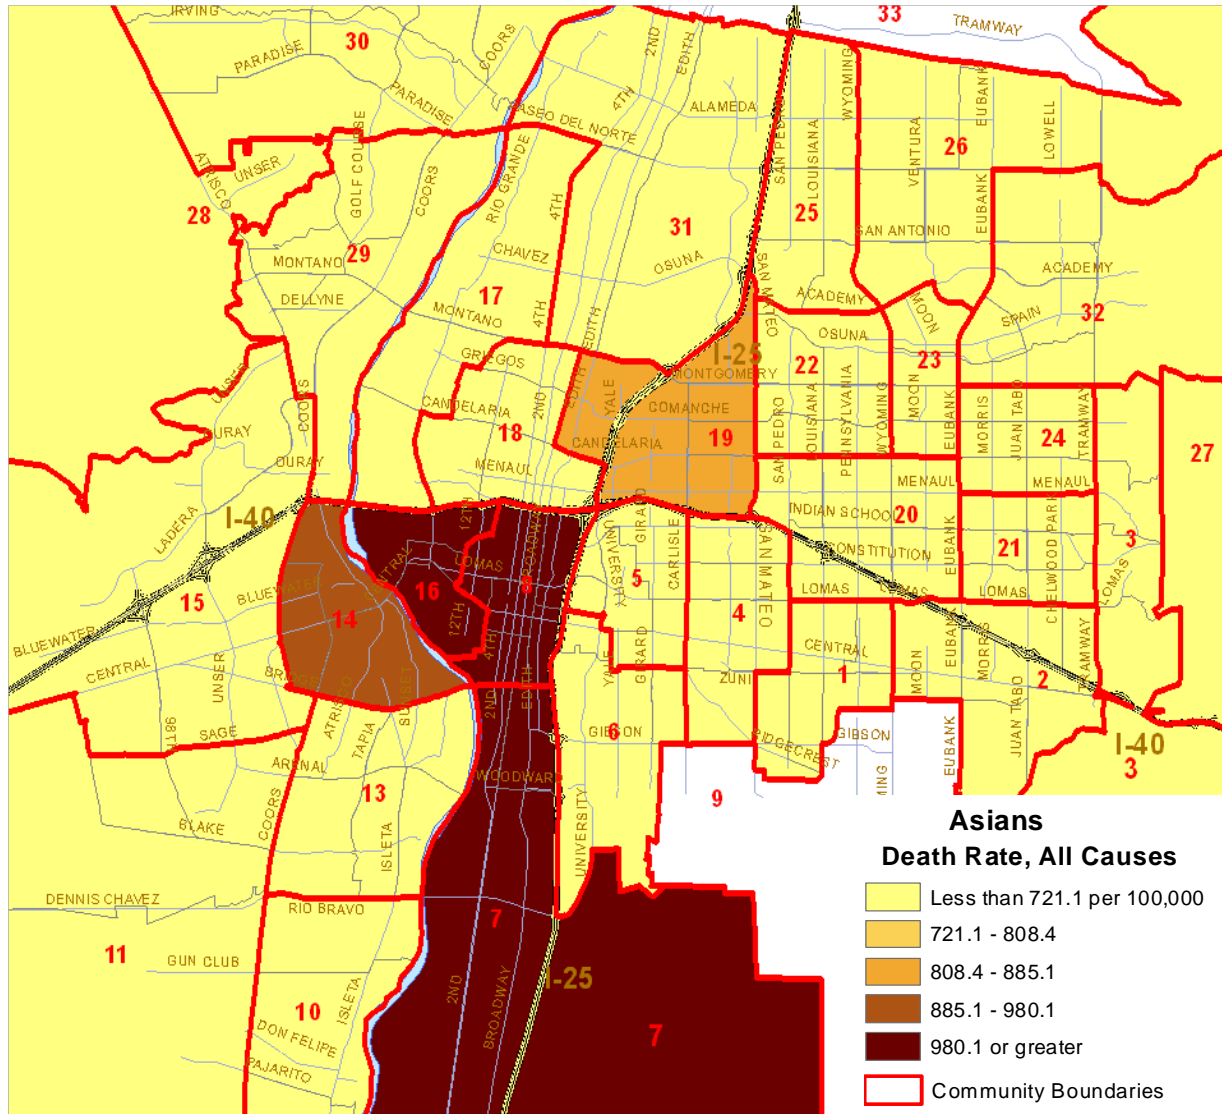 IRVING
30
PARADISE
COORS
PARADISE
2ND
EDITH
4TH
33
TRAMWAY
ALAMEDA
PASEO DEL NORTE
SAN PEDRO
LOUISIANA
WYOMING
VENTURA
26
EUBANK
LOWELL
ATRISCO
UNSER
GOLF COURSE
COORS
RIO GRANDE
4TH
28
29
MONTANO
DELLYNE
CHAVEZ
17
MONTANO
4TH
31
OSUNA
EDITH
25
SAN ANTONIO
EUBANK
ACADEMY
SAN MATEO
ACADEMY
OSUNA
MOON
SPAIN
32
23
22
I-25
MONTGOMERY
GRIEGOS
CANDELARIA
2ND
EDITH
YALE
COMANCHE
CANDELARIA
19
18
MENAUL
UNSER
COORS
OURAY
OURAY
LADERA
I-40
SAN PEDRO
LOUISIANA
PENNSYLVANIA
WYOMING
MOON
EUBANK
MORRIS
JUAN TABO
24
TRAMWAY
27
MENAUL
MENAUL
INDIAN SCHOOL
20
CONSTITUTION
EUBANK
21
CHELWOOD PARK
3
LOMAS
LOMAS
LOMAS
LOMAS
12TH
BROADWAY
CENTRAL
LOMAS
16
8
12TH
4TH
UNIVERSITY
GIRARD
CARLISLE
5
SAN MATEO
4
15
BLUEWATER
BLUEWATER
CENTRAL
UNSER
14
BRIDGE
ATRISCO
SUNSET
2ND
EDITH
YALE
GIRARD
ZUNI
CENTRAL
1
MOON
EUBANK
MORRIS
2
JUAN TABO
TRAMWAY
98TH
SAGE
TAPIA
ARENAL
13
COORS
BLAKE
ISLETA
WOODWARD
6
GIBSON
RIDGECREST
GIBSON
EUBANK
I-40
3
9
UNIVERSITY
DENNIS CHAVEZ
RIO BRAVO
7
11
GUN CLUB
10
ISLETA
DON FELIPE
PAJARITO
2ND
BROADWAY
I-25
7
Asians
Death Rate, All Causes
Less than 721.1 per 100,000
721.1 - 808.4
808.4 - 885.1
885.1 - 980.1
980.1 or greater
Community Boundaries